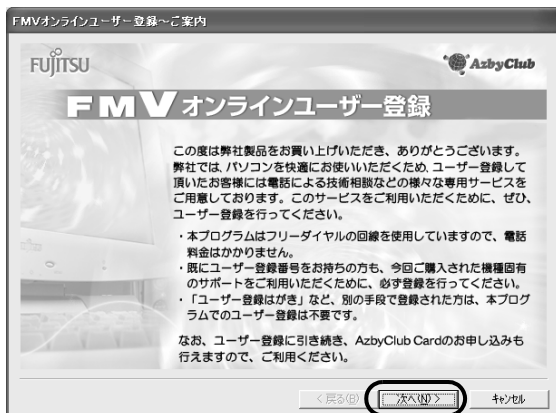 FMVオンラインユーザー登録～ご案内
FUJITSU
AzbyClub
FMVオンラインユーザー登録
この度は弊社製品をお買い上げいただき、ありがとうございます。
弊社では、パソコンを快適にお使いいただくため、ユーザー登録して
頂いたお客様には電話による技術相談などの様々な専用サービスを
ご用意しております。このサービスをご利用いただくために、ぜひ、
ユーザー登録を行ってください。
・本プログラムはフリーダイヤルの回線を使用していますので、電話
料金はかかりません。
・既にユーザー登録番号をお持ちの方も、今回ご購入された機種固有
のサポートをご利用いただくために、必ず登録を行ってください。
・「ユーザー登録はがき」など、別の手段で登録された方は、本プログ
ラムでのユーザー登録は不要です。
なお、ユーザー登録に引き続き、AzbyClub Cardのお申し込みも
行えますので、ご利用ください。
< 戻る(B)
次へ(N) >
キャンセル